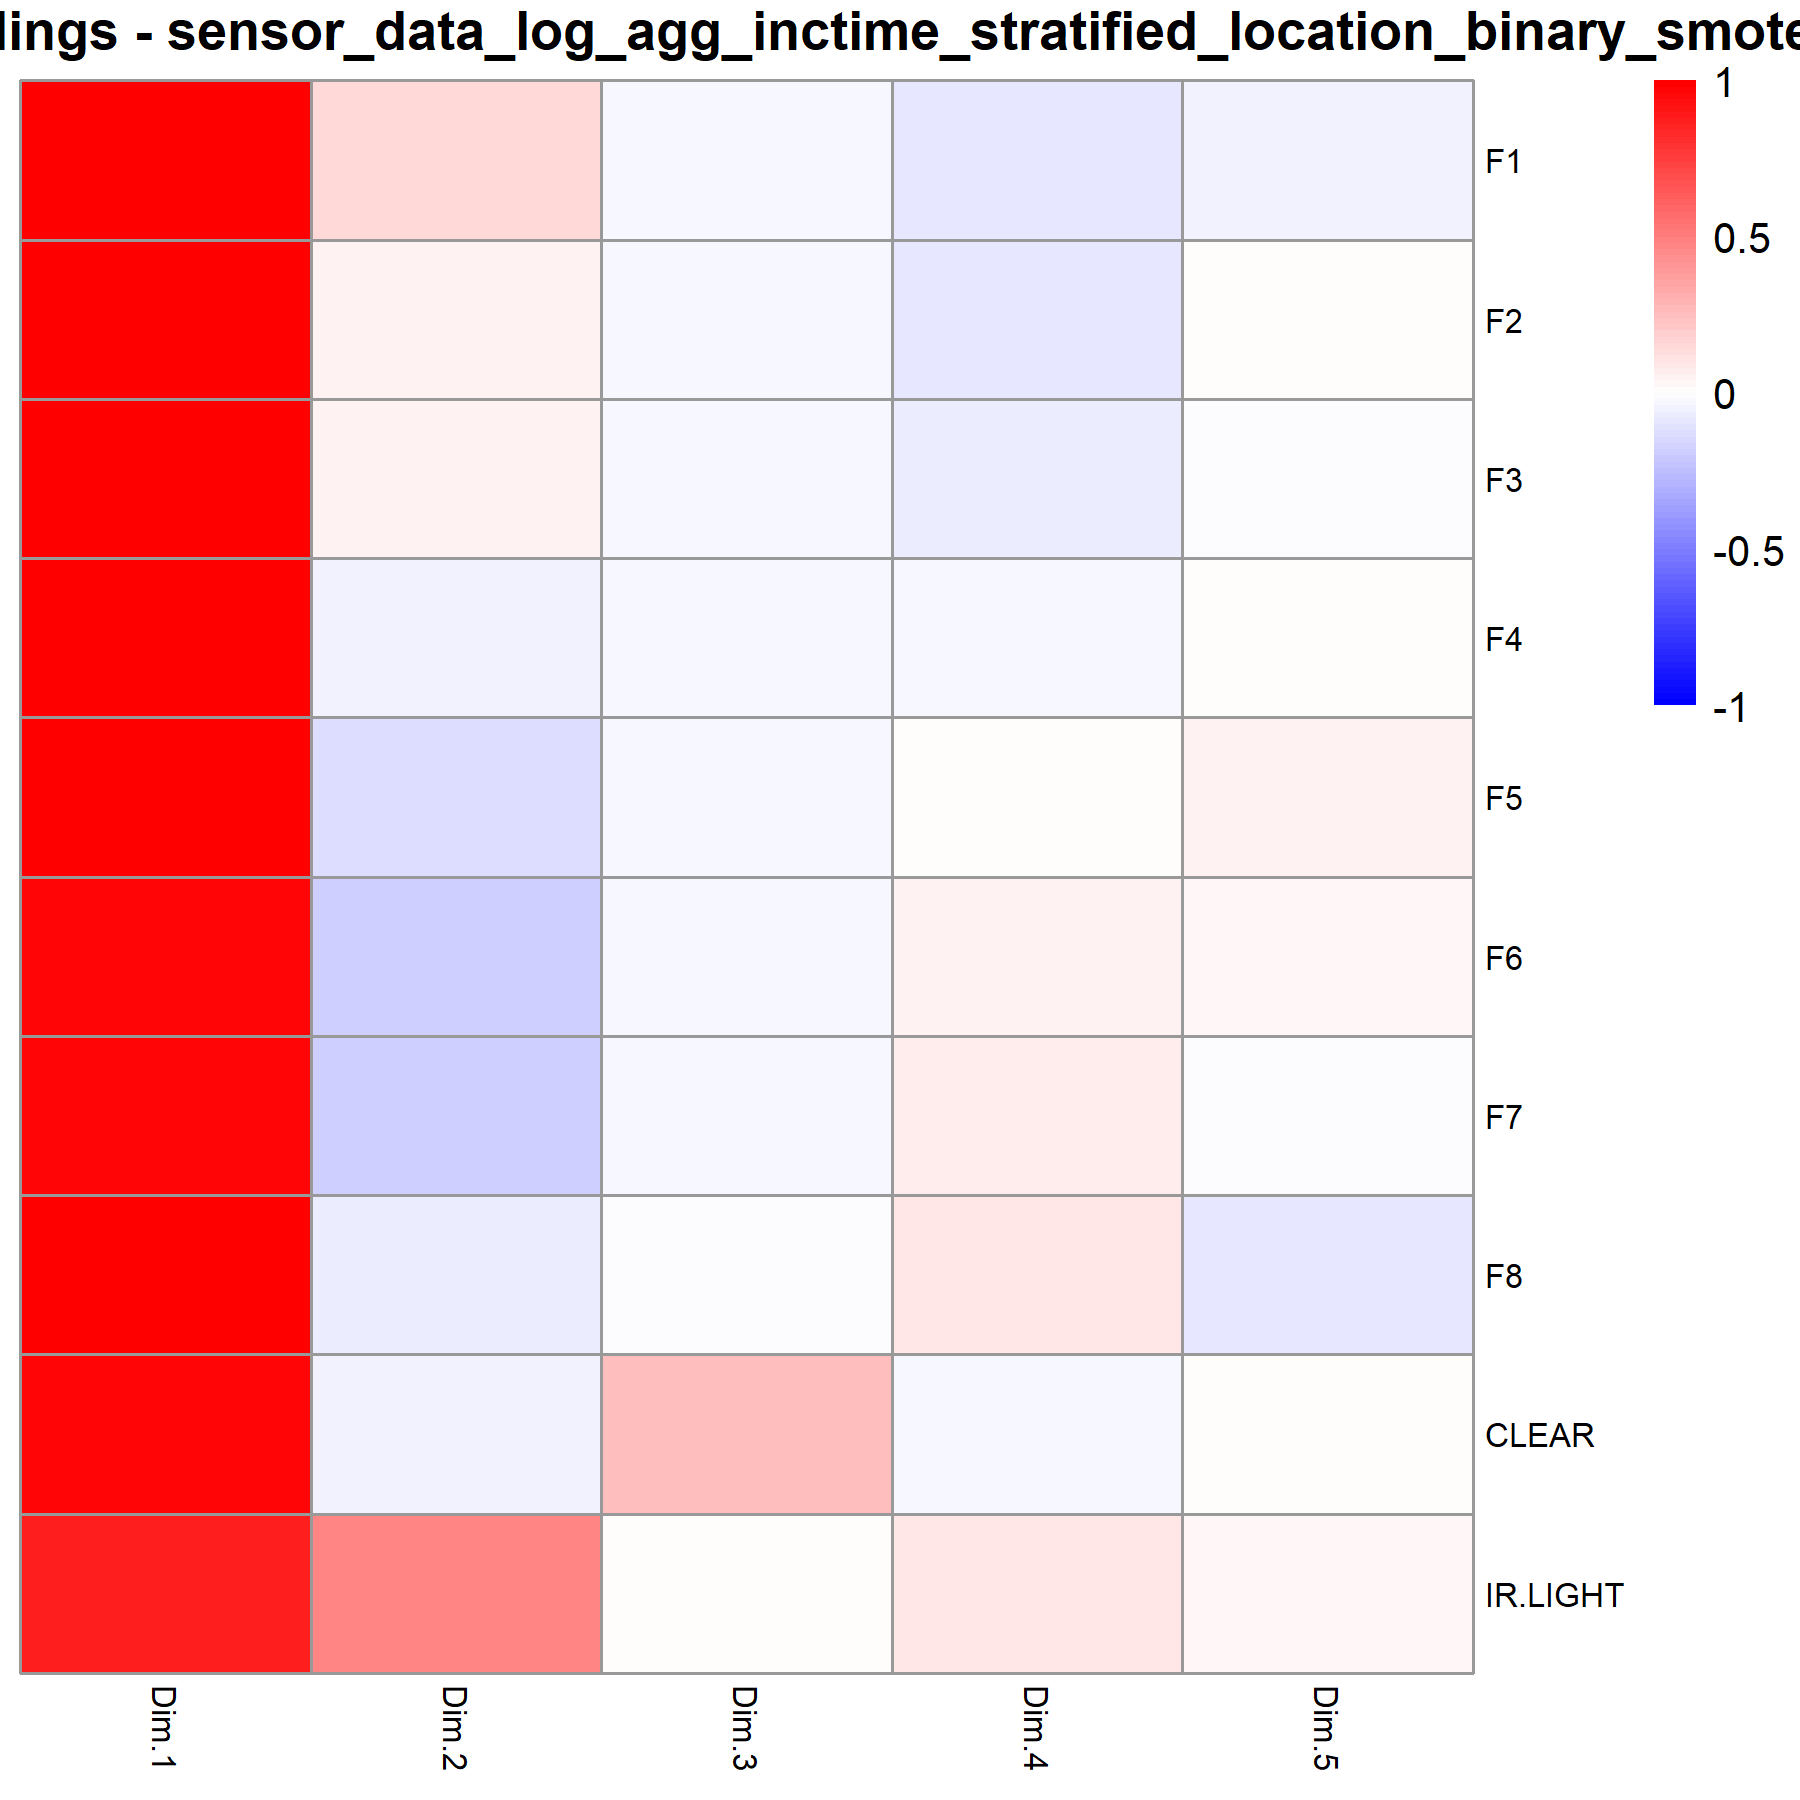 lings - sensor_data_log_agg_inctime_stratified_location_binary_smote
1
0.5
0
-0.5
-1
F1
F2
F3
F4
F5
F6
F7
F8
CLEAR
IR.LIGHT
Dim.1
Dim.2
Dim.3
Dim.4
Dim.5